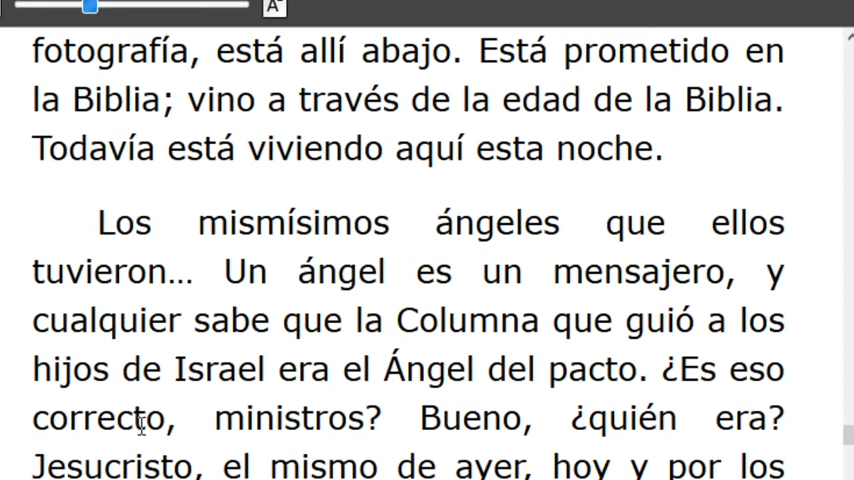 A
fotografía, está allí abajo. Está prometido en
la Biblia; vino a través de la edad de la Biblia.
Todavía está viviendo aquí esta noche.
Los mismísimos ángeles que ellos
tuvieron... Un ángel es un mensajero, y
cualquier sabe que la Columna que guió a los
hijos de Israel era el Ángel del pacto. ¿Es eso
correcto, ministros? Bueno, ¿quién era?
Jesucristo, el mismo de ayer, hoy y por los